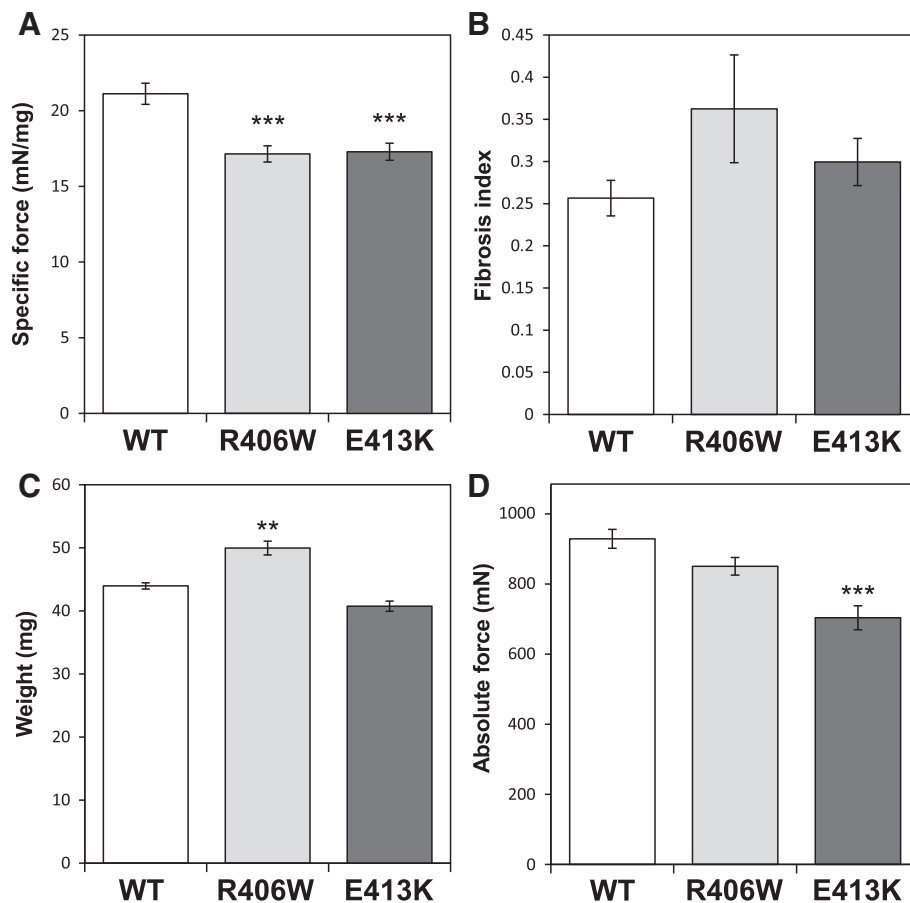 A
B
25
20
15
10
5
0
Specific force (mN/mg)
***
***
WT
R406W
E413K
0.45
0.4
0.35
0.3
0.25
0.2
0.15
0.1
0.05
0
Fibrosis index
WT
R406W
E413K
C
D
60
50
40
30
20
10
0
Weight (mg)
**
WT
R406W
E413K
1000
800
600
400
200
0
Absolute force (mN)
***
WT
R406W
E413K